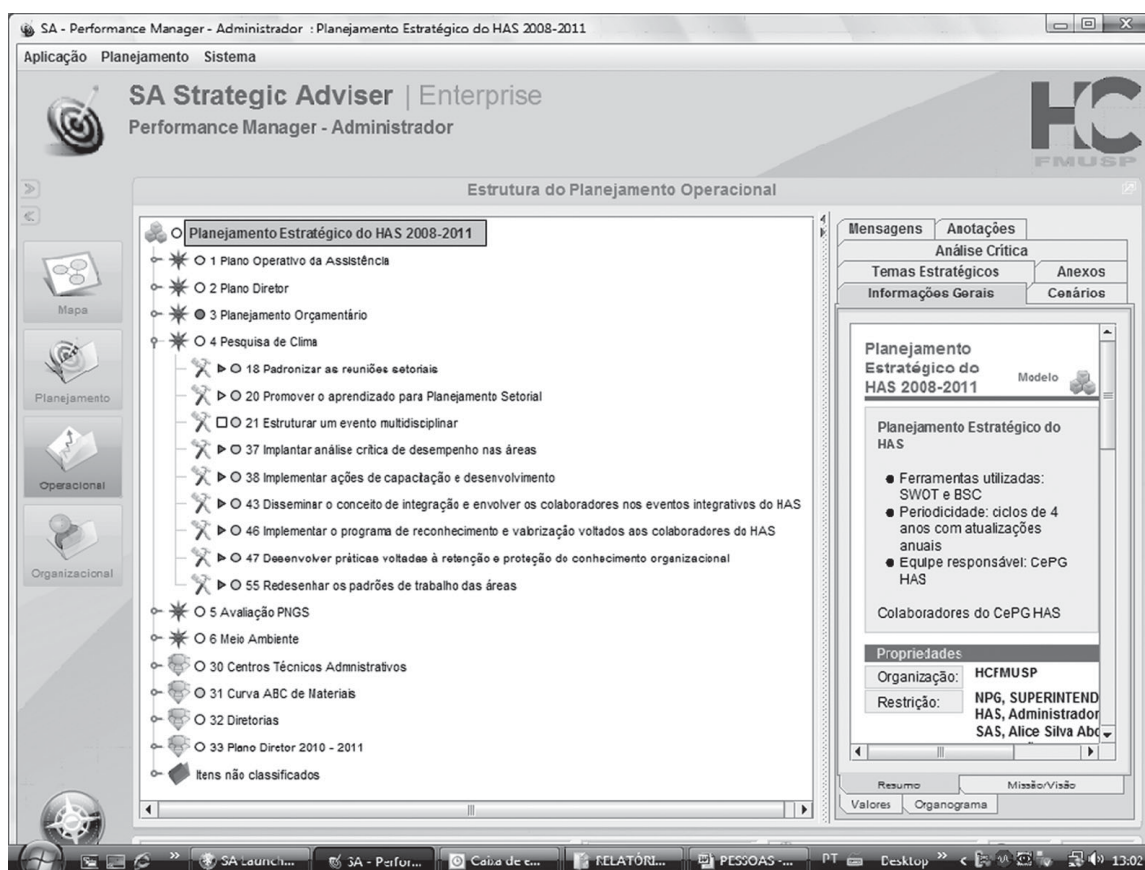 SA - Performance Manager - Administrador : Planejamento Estratégico do HAS 2008-2011
Aplicação Planejamento Sistema
SA Strategic Adviser | Enterprise
Performance Manager - Administrador
HC
FMUSP
Estrutura do Planejamento Operacional
Mapa
Planejamento
Operacional
Organizacional
Planejamento Estratégico do HAS 2008-2011
1 Plano Operativo da Assistência
2 Plano Diretor
3 Planejamento Orçamentário
4 Pesquisa de Clima
18 Padronizar as reuniões setoriais
20 Promover o aprendizado para Planejamento Setorial
21 Estruturar um evento multidisciplinar
37 Implantar análise crítica de desempenho nas áreas
38 Implementar ações de capacitação e desenvolvimento
43 Disseminar o conceito de integração e envolver os colaboradores nos eventos integrativos do HAS
46 Implementar o programa de reconhecimento e valorização voltados aos colaboradores do HAS
47 Desenvolver práticas voltadas à retenção e proteção do conhecimento organizacional
55 Redesenhar os padrões de trabalho das áreas
5 Avaliação PNGS
6 Meio Ambiente
30 Centros Técnicos Admnistrativos
31 Curva ABC de Materiais
32 Diretorias
33 Plano Diretor 2010 - 2011
Itens não classificados
Mensagens Anotações
Análise Crítica
Temas Estratégicos Anexos
Informações Gerais Cenários
Planejamento
Estratégico do
HAS 2008-2011 Modelo
Planejamento Estratégico do
HAS
Ferramentas utilizadas:
SWOT e BSC
Periodicidade: ciclos de 4
anos com atualizações
anuais
Equipe responsável: CePG
HAS
Colaboradores do CePG HAS
Propriedades
Organização: HCFMUSP
Restrição: NPG, SUPERINTEND
HAS, Administrador
SAS, Alice Silva Abc
Resumo Missão/Visão
Valores Organograma
SA Launch... SA - Perfor... Caixa de e... RELATÓRI... PESSOAS -... PT Desktop 13:02